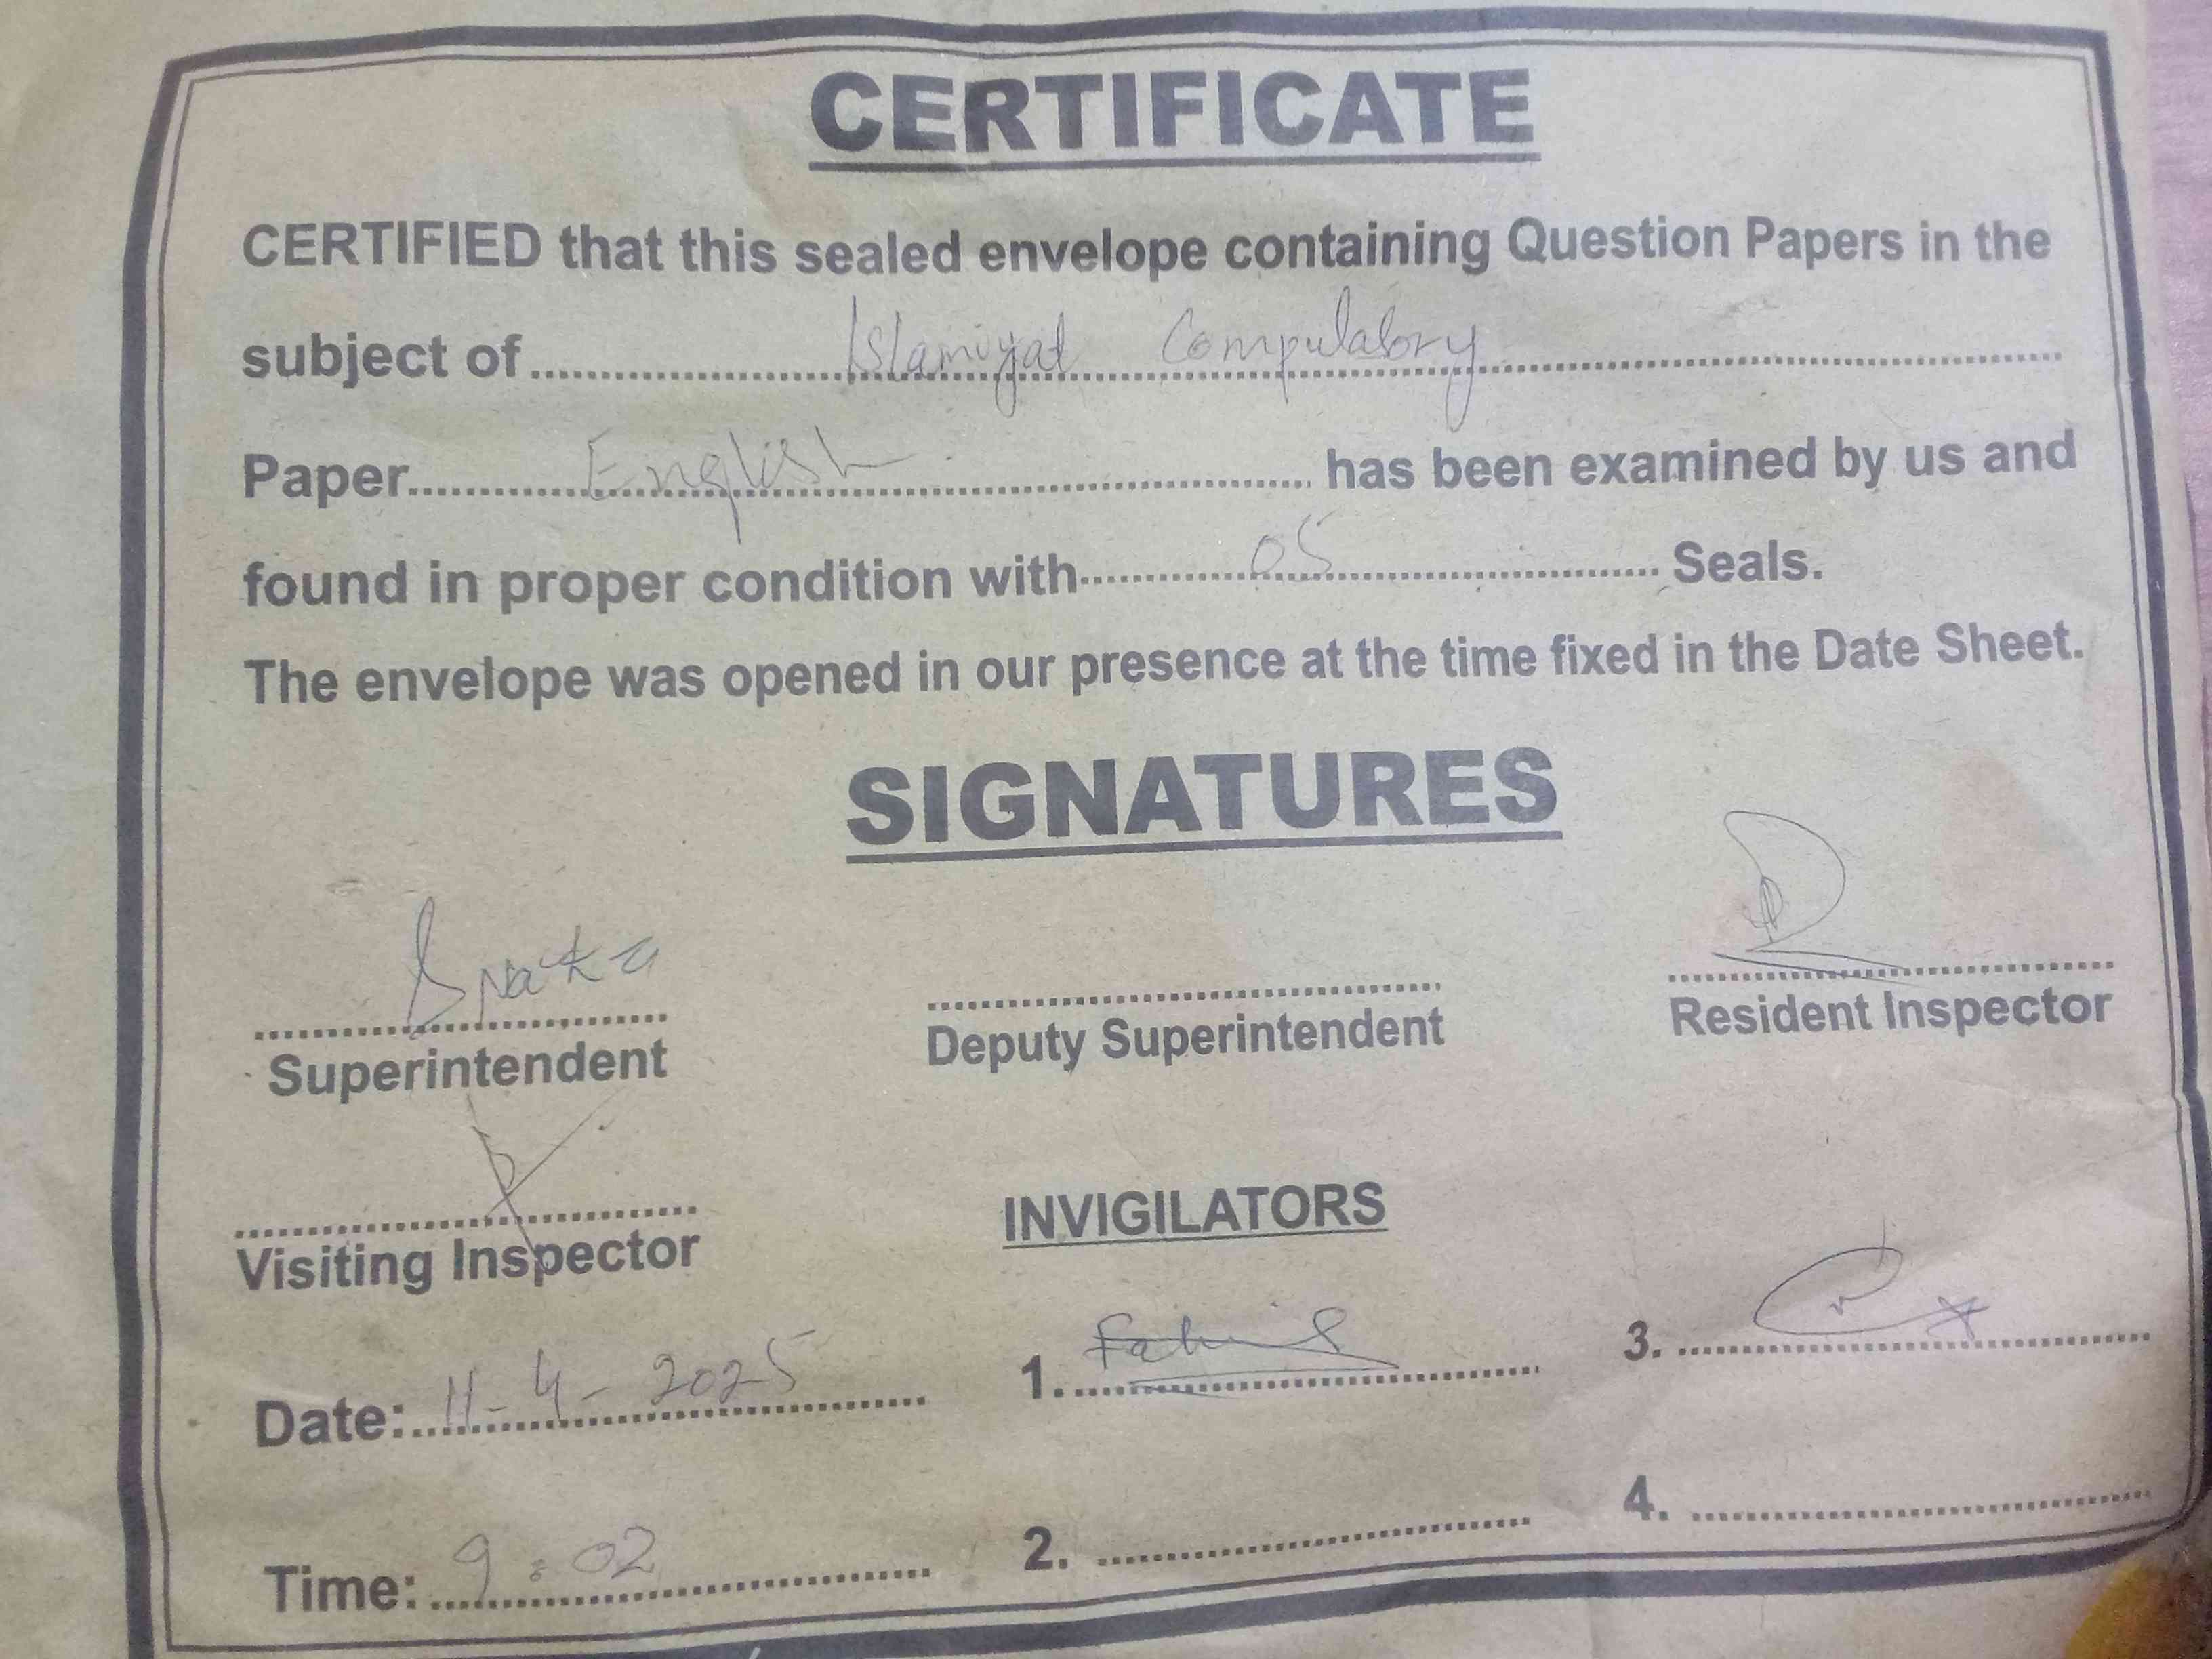 CERTIFICATE
CERTIFIED that this sealed envelope containing Question Papers in the
subject of Islamiyat Compulabory
Paper English has been examined by us and
found in proper condition with 05 Seals.
The envelope was opened in our presence at the time fixed in the Date Sheet.
SIGNATURES
Superintendent
Deputy Superintendent
Resident Inspector
Visiting Inspector
INVIGILATORS
Date: 11-4-2025
1.
3.
Time: 9:02
2.
4.